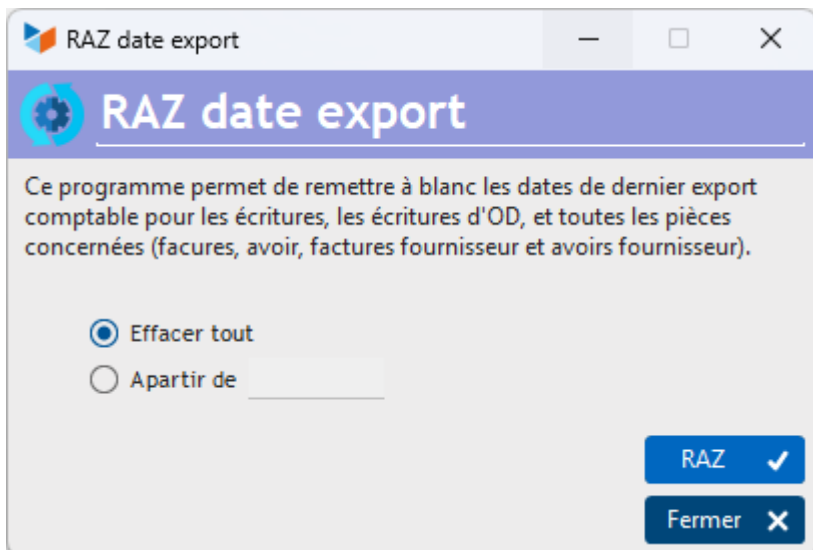 RAZ date export
RAZ date export
Ce programme permet de remettre à blanc les dates de dernier export
comptable pour les écritures, les écritures d'OD, et toutes les pièces
concernées (facures, avoir, factures fournisseur et avoirs fournisseur).
Effacer tout
Apartir de
RAZ
Fermer